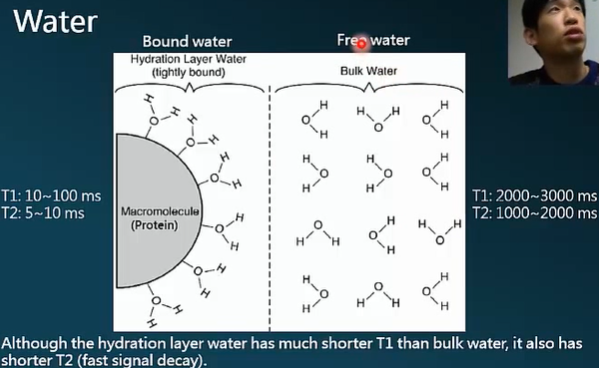 Water
Bound water
Free water
Hydration Layer Water
(tightly bound)
Bulk Water
T1: 10~100 ms
T2: 5~10 ms
Macromolecule
(Protein)
T1: 2000~3000 ms
T2: 1000~2000 ms
H
H
O
H
O
H
H
O
H
O
H
H
O
H
H
O
H
H
O
H
H
H
O
H
O
H
H
H
O
H
H
O
H
O
H
H
O
H
H
O
H
H
H
O
H
H
O
H
O
H
H
O
H
H
O
H
H
Although the hydration layer water has much shorter T1 than bulk water, it also has
shorter T2 (fast signal decay).